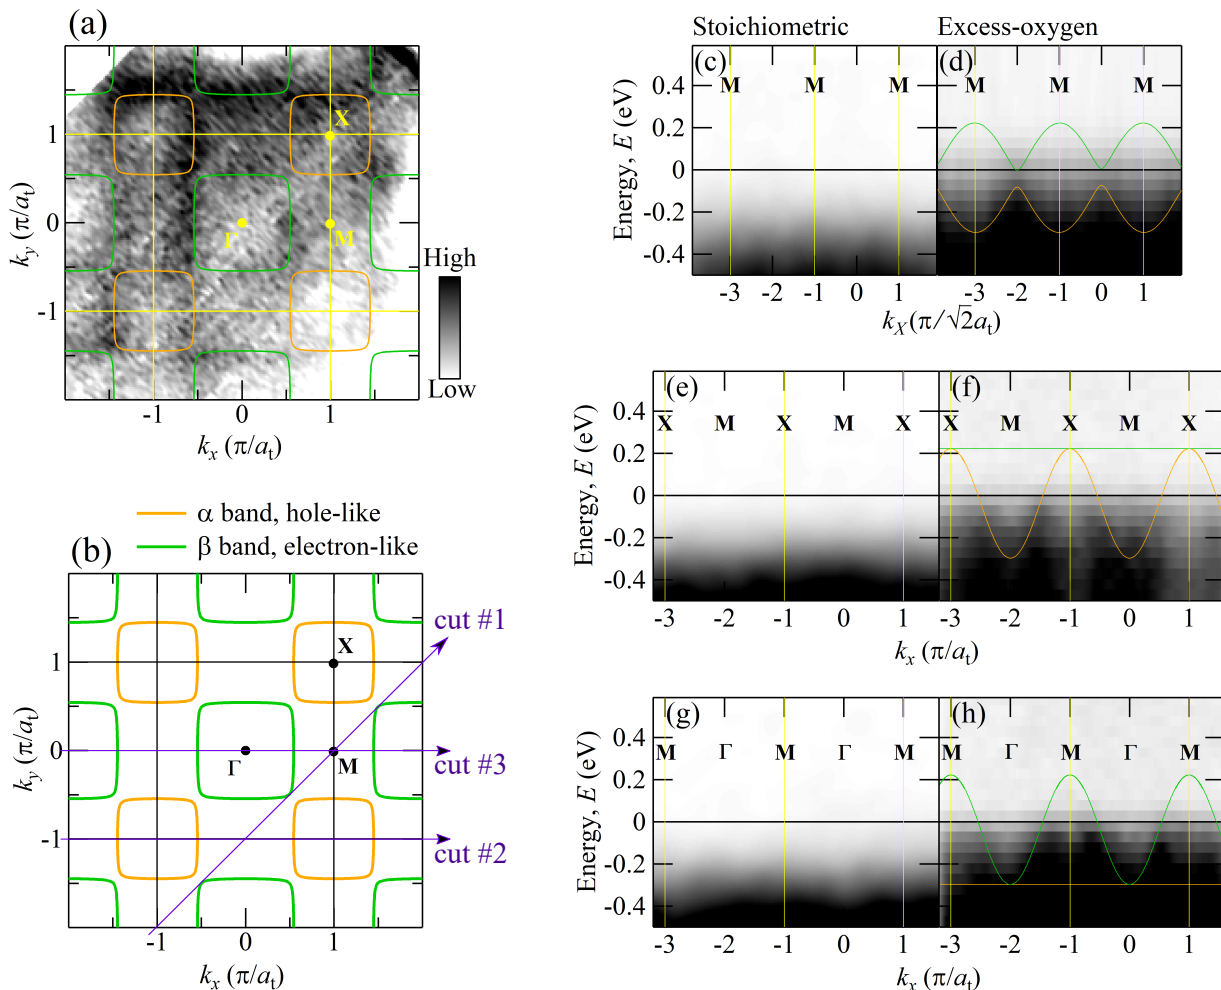 (a)
1
0
-1
-1
0
1
k_y (π/a_t)
k_x (π/a_t)
X
Γ
M
High
Low
α band, hole-like
β band, electron-like
(b)
1
0
-1
-1
0
1
k_y (π/a_t)
k_x (π/a_t)
X
Γ
M
cut #1
cut #3
cut #2
Stoichiometric
Excess-oxygen
(c)
(d)
M M M M M M
0.4
0.2
0
-0.2
-0.4
Energy, E (eV)
-3 -2 -1 0 -3 -2 -1 0 1
k_X(π/√2a_t)
(e)
(f)
X M X M X X M X M X
0.4
0.2
0
-0.2
-0.4
Energy, E (eV)
-3 -2 -1 0 1 -3 -2 -1 0 1
k_x (π/a_t)
(g)
(h)
M Γ M Γ M M Γ M Γ M
0.4
0.2
0
-0.2
-0.4
Energy, E (eV)
-3 -2 -1 0 1 -3 -2 -1 0 1
k_x (π/a_t)